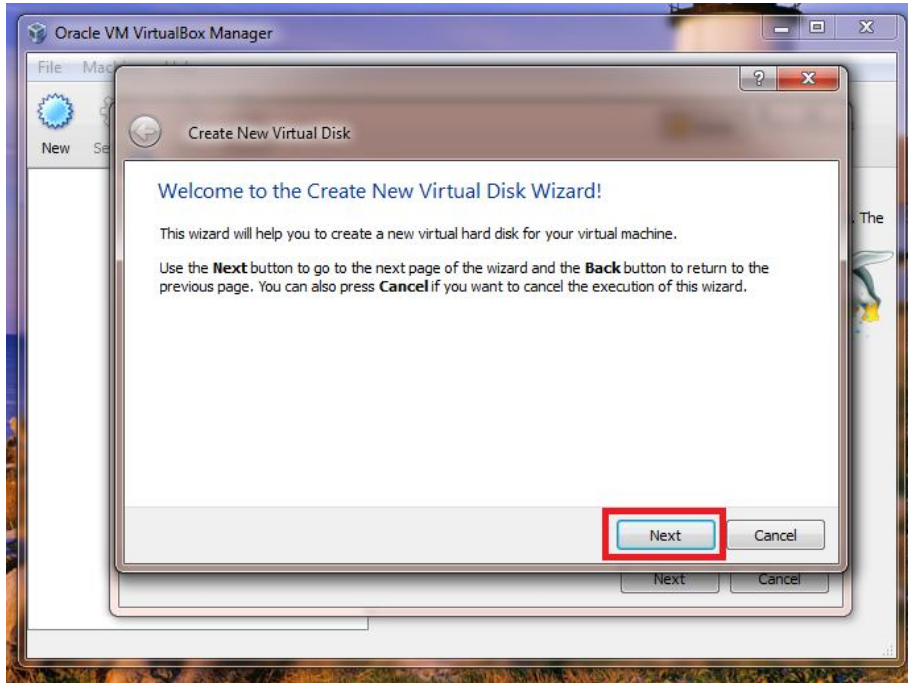 Oracle VM VirtualBox Manager
File
New
Create New Virtual Disk
Welcome to the Create New Virtual Disk Wizard!
. The
This wizard will help you to create a new virtual hard disk for your virtual machine.
Use the Next button to go to the next page of the wizard and the Back button to return to the
previous page. You can also press Cancel if you want to cancel the execution of this wizard.
Next Cancel
Next Cancel